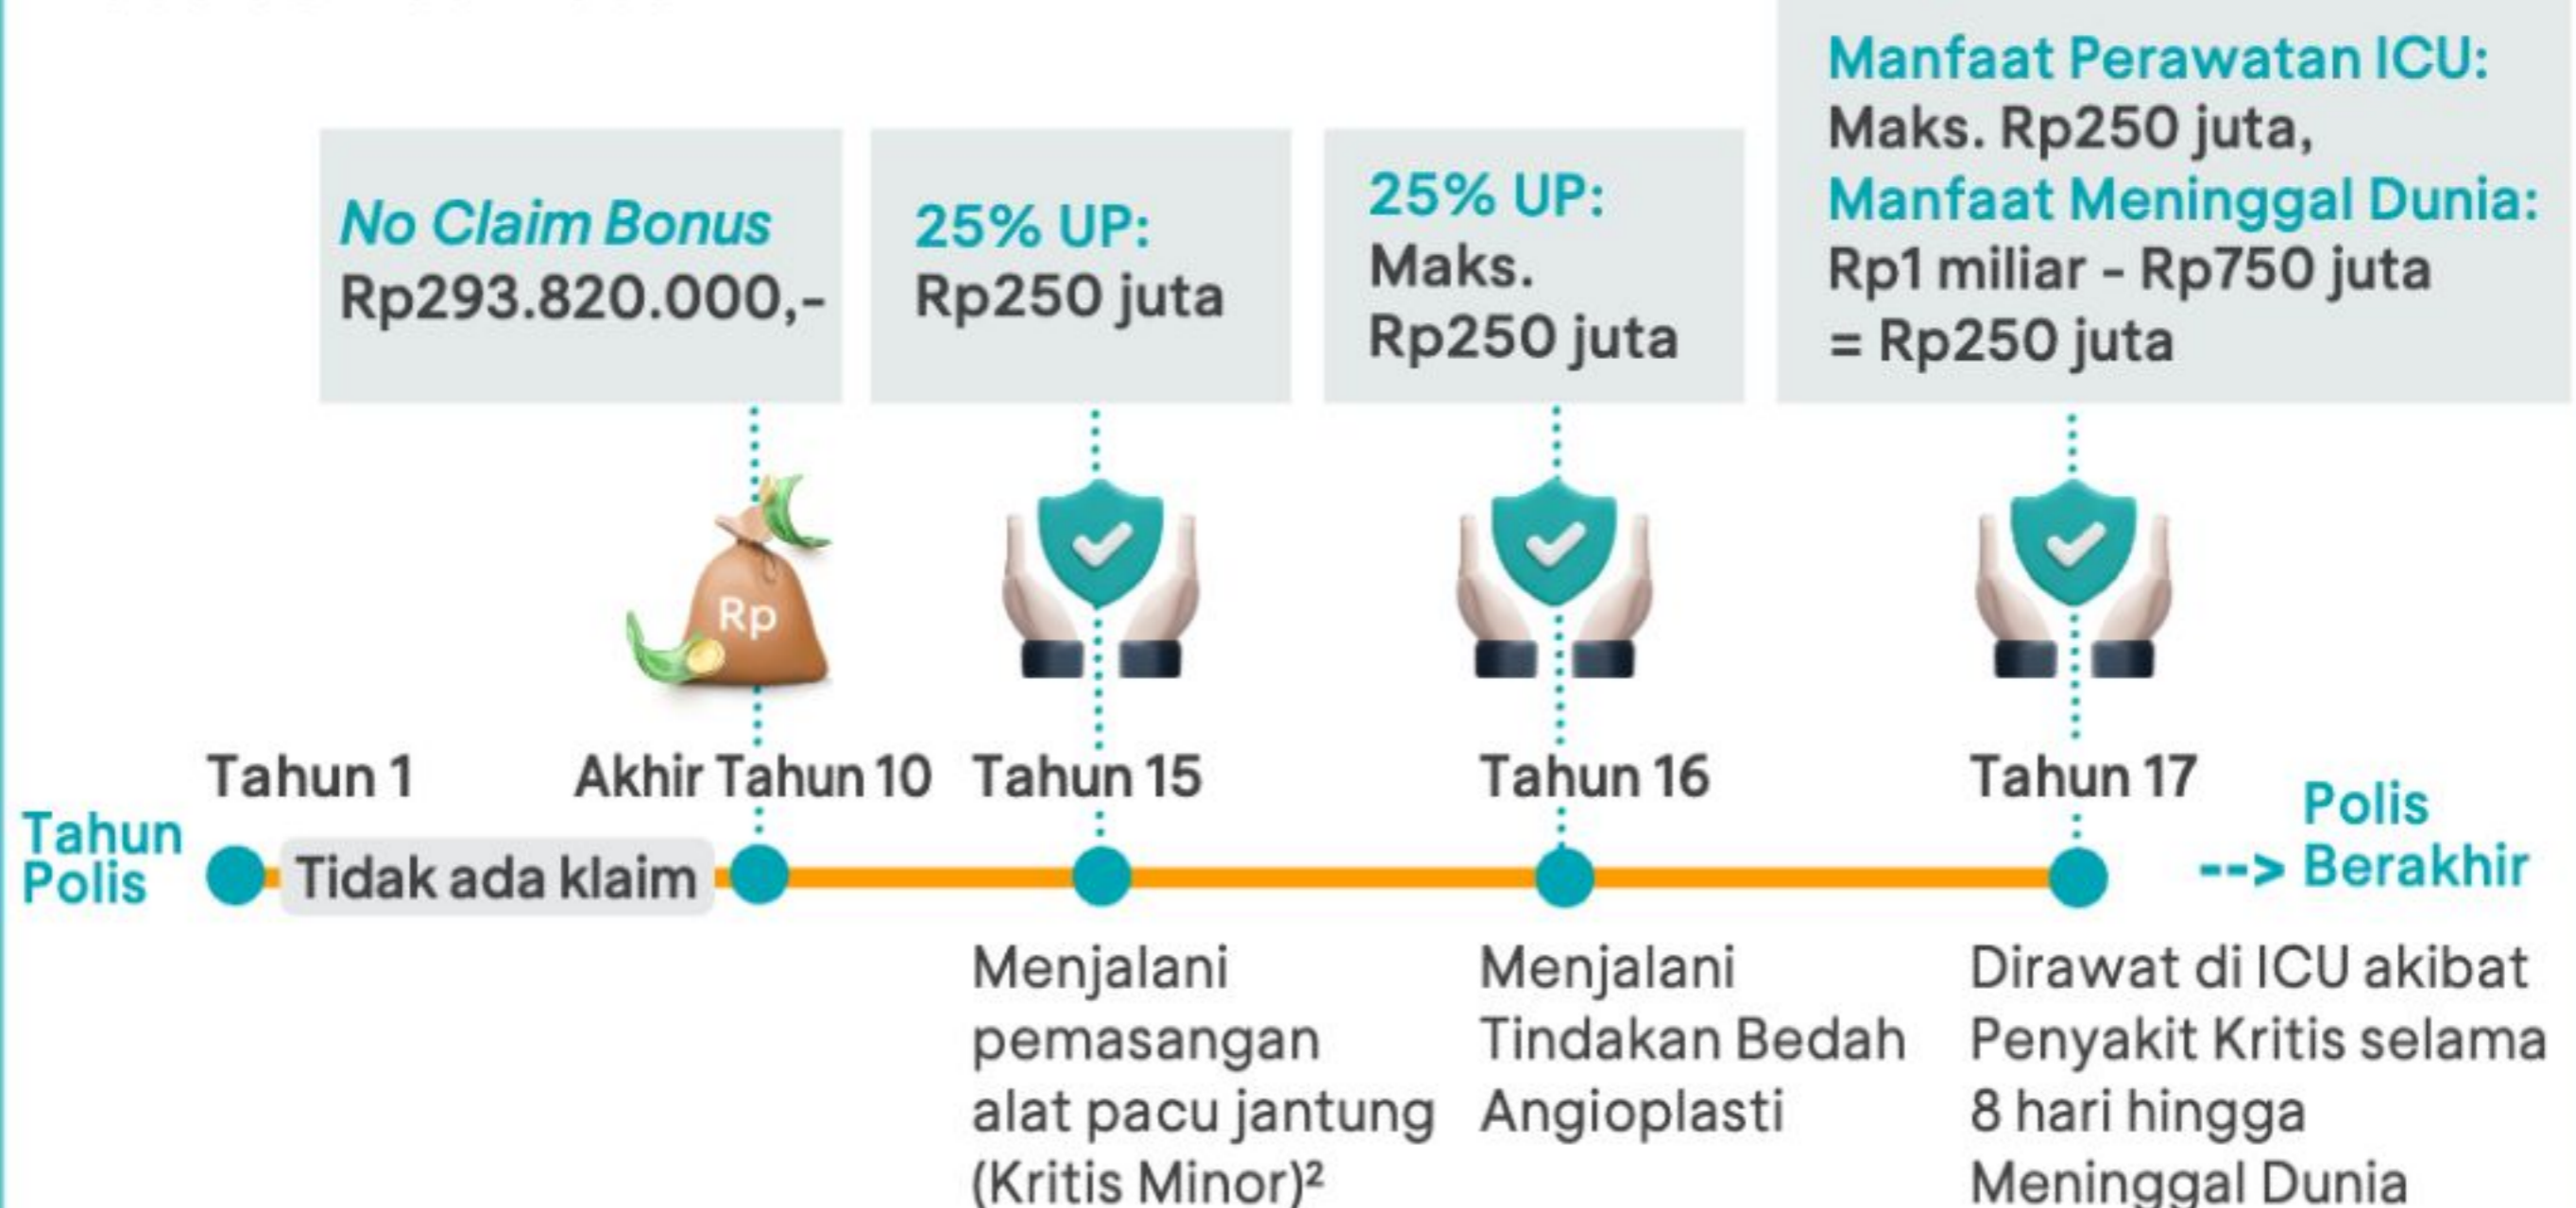 No Claim Bonus
Rp293.820.000,-
25% UP:
Rp250 juta
25% UP:
Maks.
Rp250 juta
Manfaat Perawatan ICU:
Maks. Rp250 juta,
Manfaat Meninggal Dunia:
Rp1 miliar - Rp750 juta
= Rp250 juta
Rp
Tahun 1
Akhir Tahun 10
Tahun 15
Tahun 16
Tahun 17
Tahun
Polis
Tidak ada klaim
Polis
--> Berakhir
Menjalani
pemasangan
alat pacu jantung
(Kritis Minor)²
Menjalani
Tindakan Bedah
Angioplasti
Dirawat di ICU akibat
Penyakit Kritis selama
8 hari hingga
Meninggal Dunia